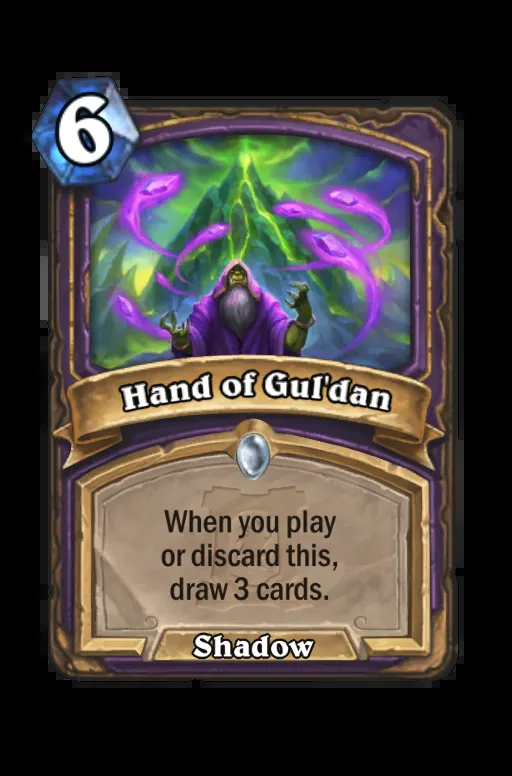 6
Hand of Gul'dan
When you play
or discard this,
draw 3 cards.
Shadow